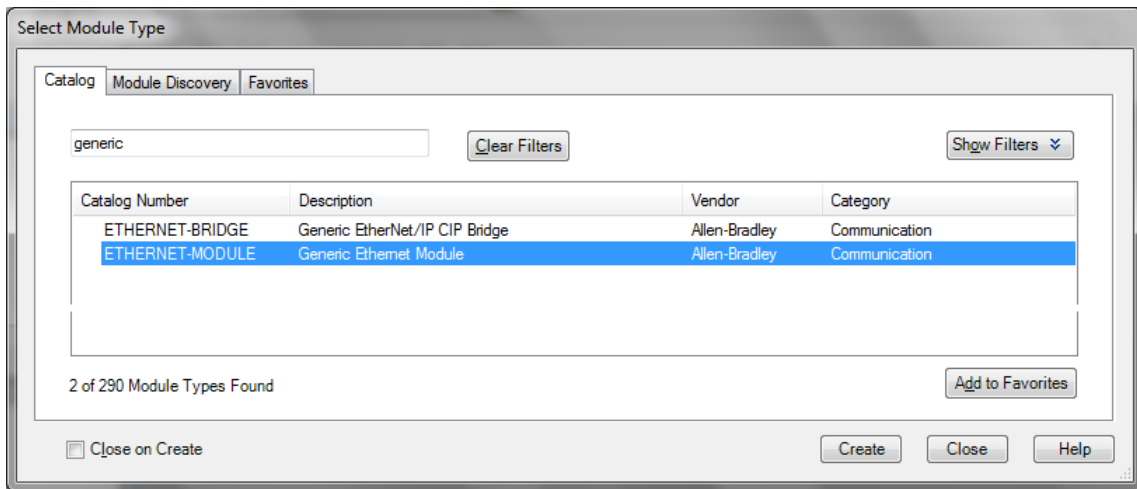 Select Module Type
Catalog Module Discovery Favorites
generic Clear Filters Show Filters
Catalog Number Description Vendor Category
ETHERNET-BRIDGE Generic EtherNet/IP CIP Bridge Allen-Bradley Communication
ETHERNET-MODULE Generic Ethernet Module Allen-Bradley Communication
2 of 290 Module Types Found Add to Favorites
Close on Create Create Close Help